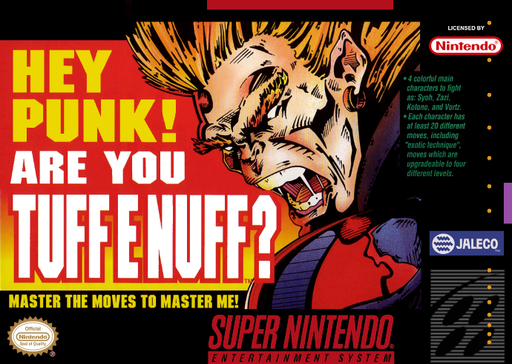 HEY
PUNK!
ARE YOU
TUFF E NUFF?
TM
MASTER THE MOVES TO MASTER ME!
LICENSED BY
Nintendo®
• 4 colorful main
characters to fight
as: Syoh, Zazi,
Kotono, and Vortz.
• Each character has
at least 20 different
moves, including
"exotic technique",
moves which are
upgradeable to four
different levels.
JALECO
Official
Nintendo
Seal of Quality
®
SUPER NINTENDO
ENTERTAINMENT SYSTEM